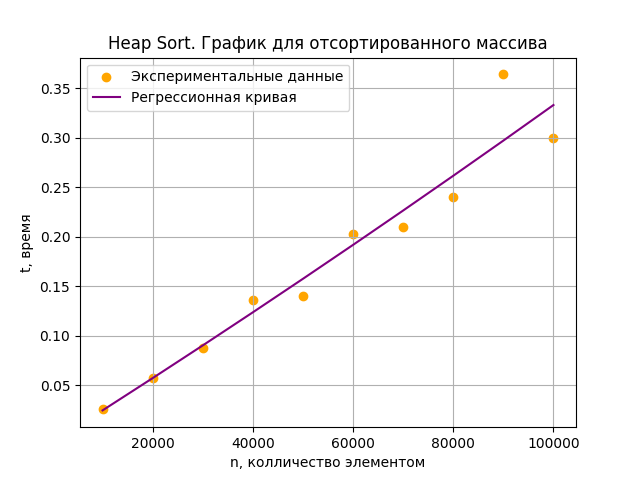 Heap Sort. График для отсортированного массива
Экспериментальные данные
Регрессионная кривая
0.35
0.30
0.25
0.20
0.15
0.10
0.05
t, время
20000
40000
60000
80000
100000
n, колличество элементом